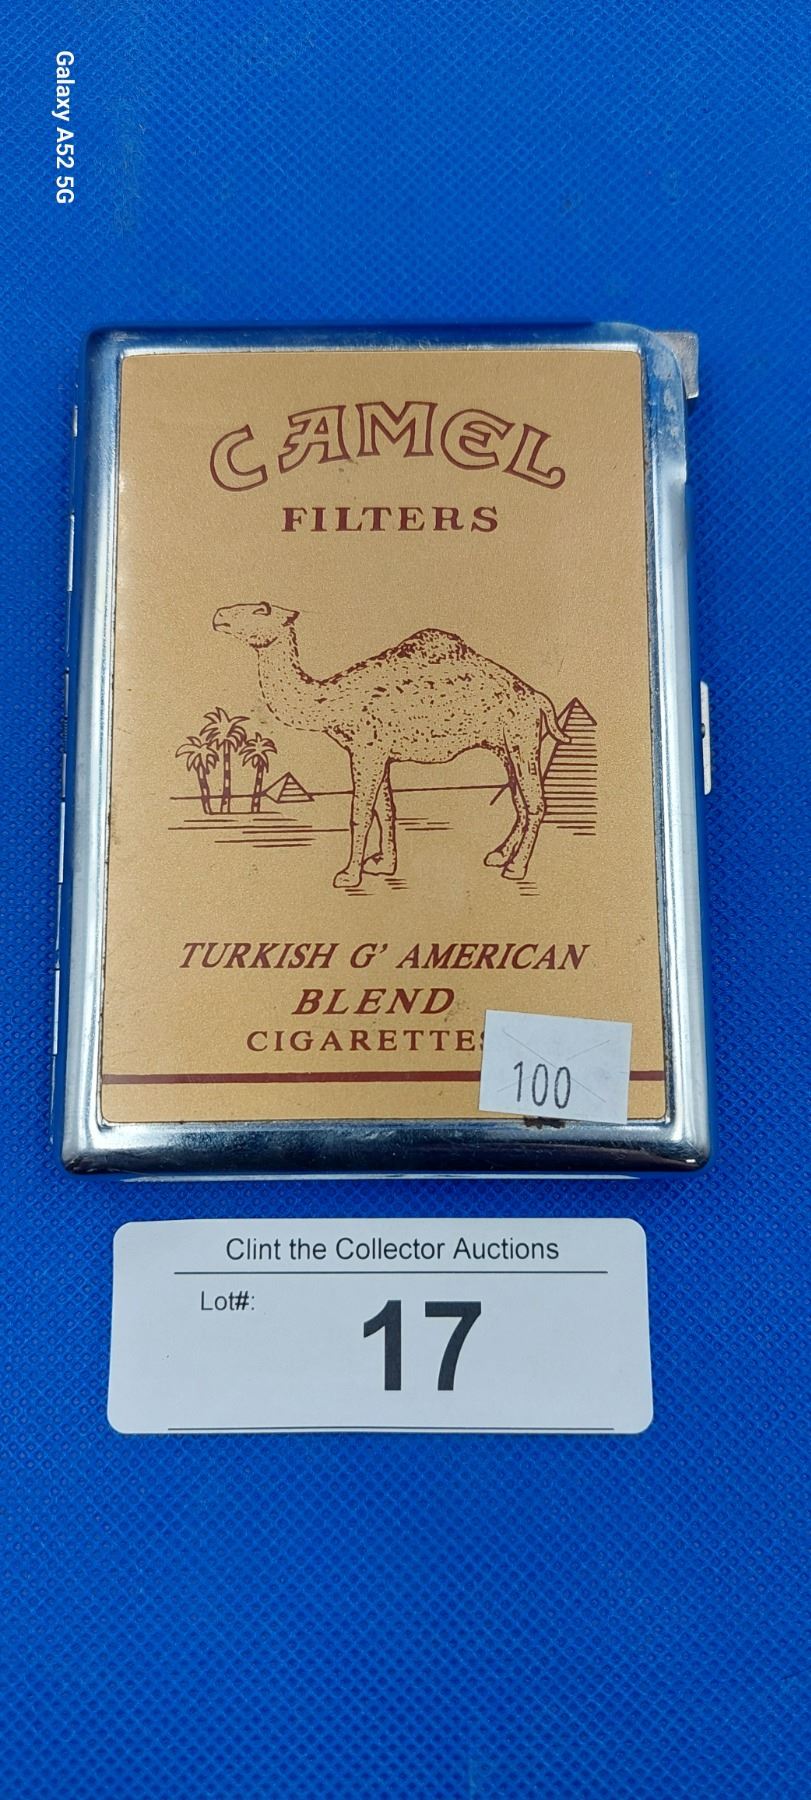 Galaxy A52 5G
CAMEL
FILTERS
TURKISH G' AMERICAN
BLEND
CIGARETTES
100
Clint the Collector Auctions
Lot#:
17